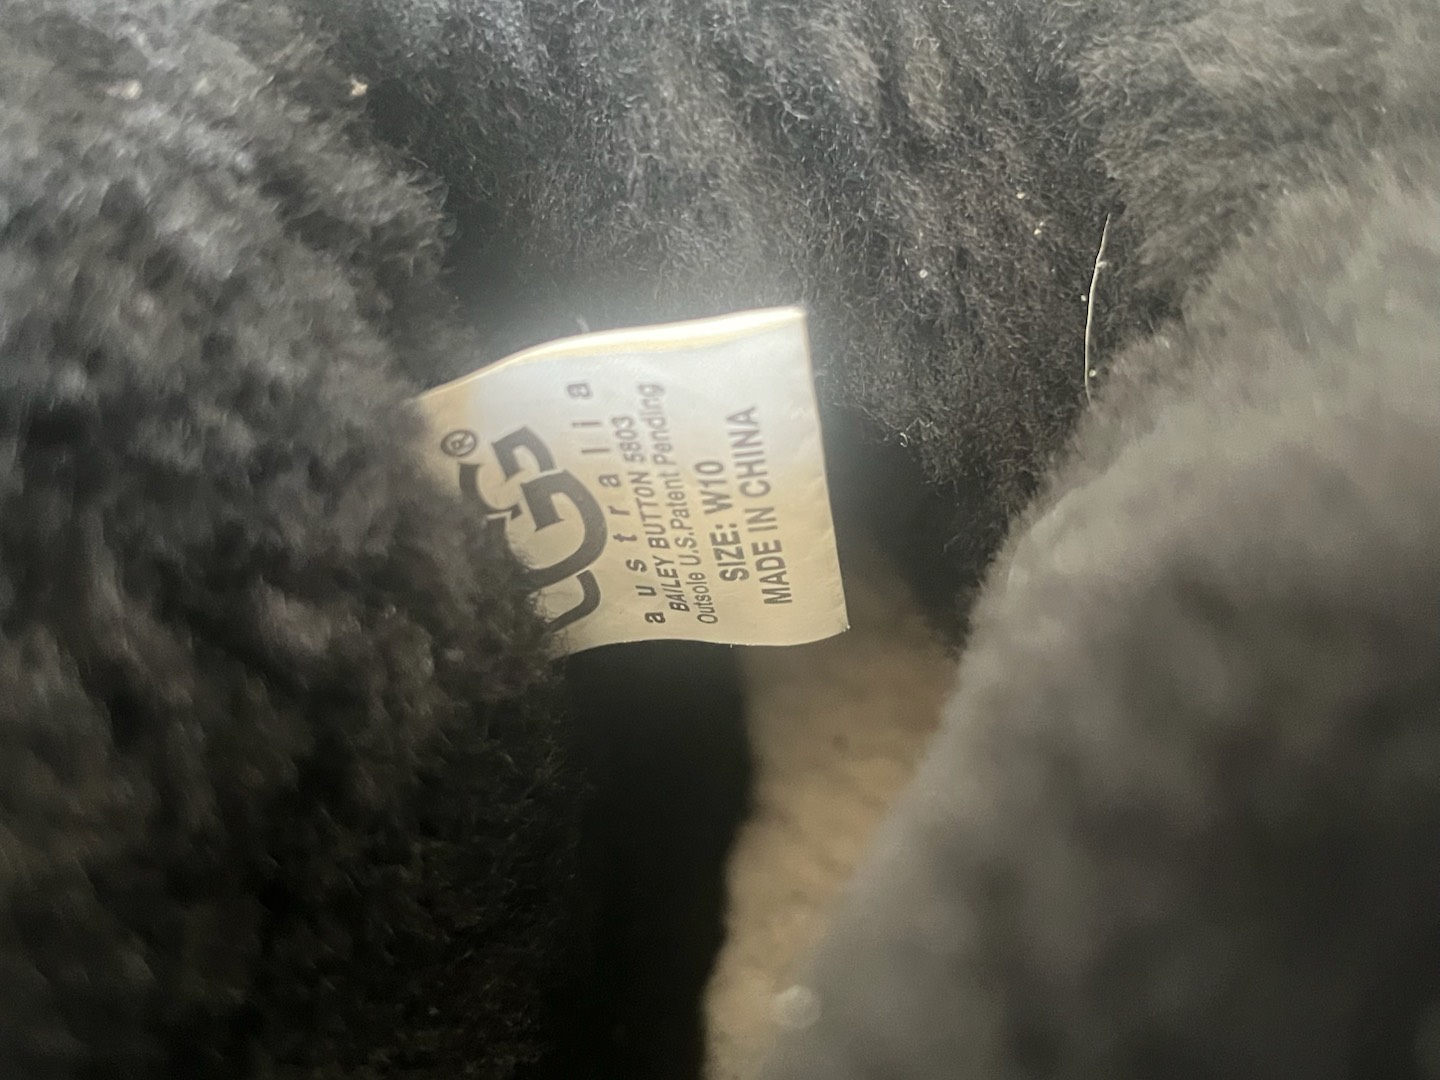 UGG®
australia
BAILEY BUTTON 5803
Outsole U.S.Patent Pending
SIZE: W10
MADE IN CHINA